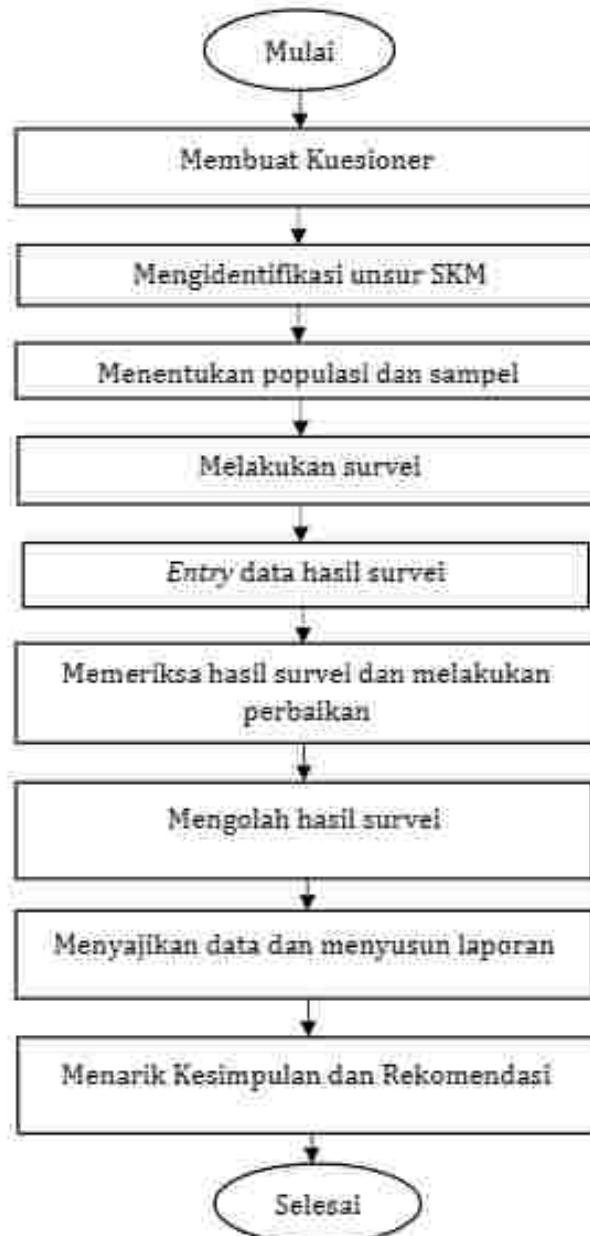 Mulai
Membuat Kuesioner
Mengidentifikasi unsur SKM
Menentukan populasi dan sampel
Melakukan survei
Entry data hasil survei
Memeriksa hasil survei dan melakukan
perbaikan
Mengolah hasil survei
Menyajikan data dan menyusun laporan
Menarik Kesimpulan dan Rekomendasi
Selesai